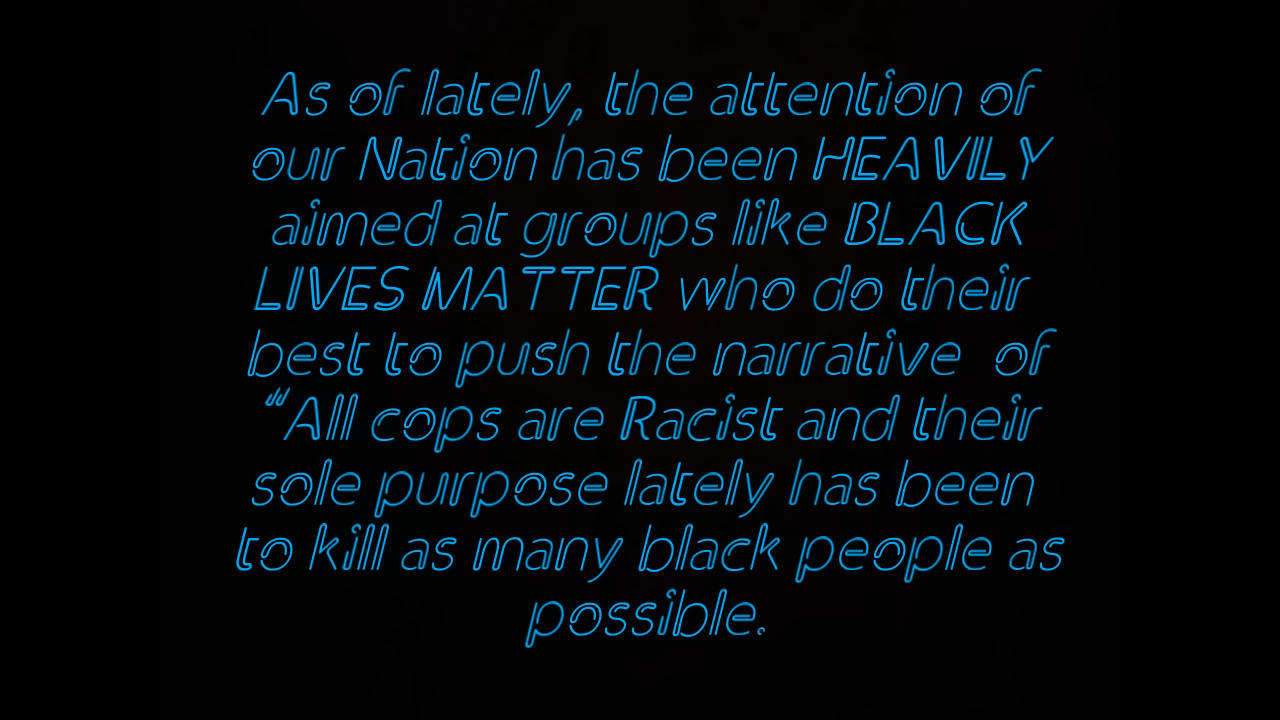 As of lately, the attention of
our Nation has been HEAVILY
aimed at groups like BLACK
LIVES MATTER who do their
best to push the narrative  of
“All cops are Racist and their
sole purpose lately has been
to kill as many black people as
possible.